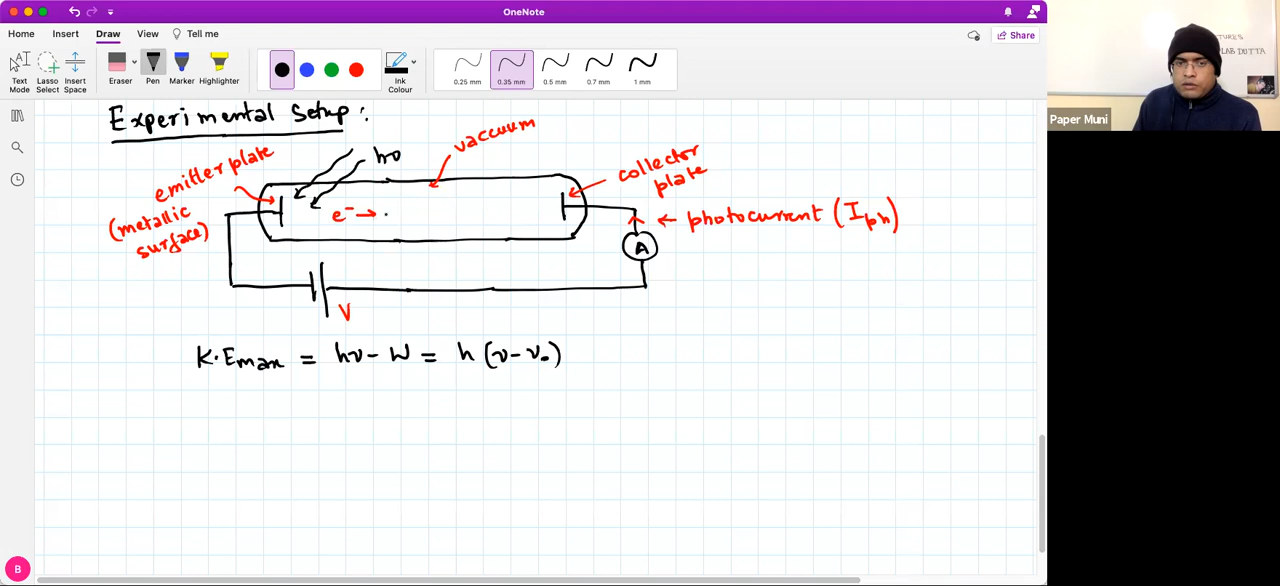 OneNote
Home Insert Draw View Tell me
Share
Text Mode
Lasso Select
Insert Space
Eraser
Pen
Marker
Highlighter
Ink Colour
0.25 mm
0.35 mm
0.5 mm
0.7 mm
1 mm
Paper Muni
Experimental Setup :
emitter plate
(metallic surface)
hν
vaccuum
collector plate
e⁻ →
← photocurrent (Iph)
A
V
K.Emax = hν - W = h (ν - ν₀)
B